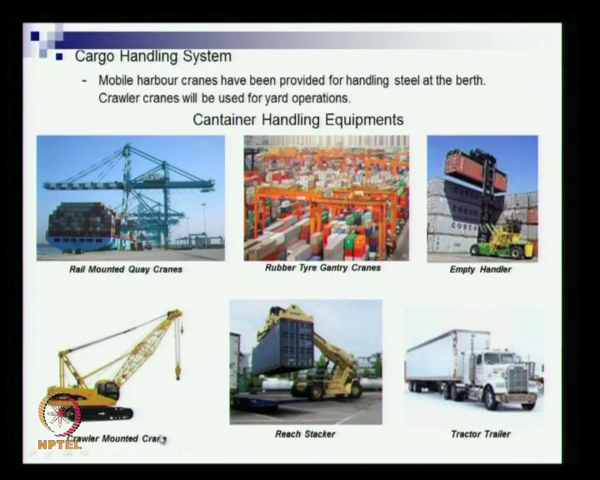 Cargo Handling System
- Mobile harbour cranes have been provided for handling steel at the berth.
Crawler cranes will be used for yard operations.
Cantainer Handling Equipments
COSCO
Rail Mounted Quay Cranes
Rubber Tyre Gantry Cranes
Empty Handler
NPTEL
Crawler Mounted Crane
Reach Stacker
Tractor Trailer